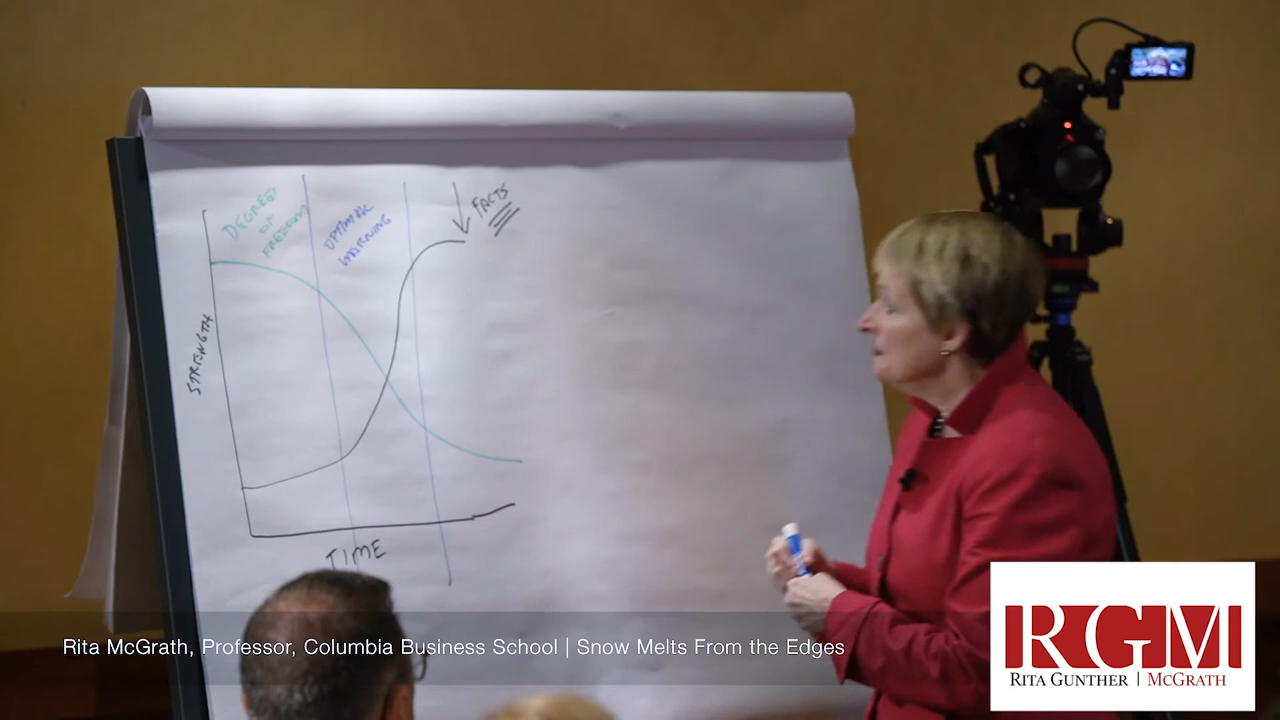 DEGREES
OF
FREEDOM
OPTIMAL
WARNING
FACTS
STRENGTH
TIME
Rita McGrath, Professor, Columbia Business School | Snow Melts From the Edges
RGM
RITA GUNTHER | MCGRATH